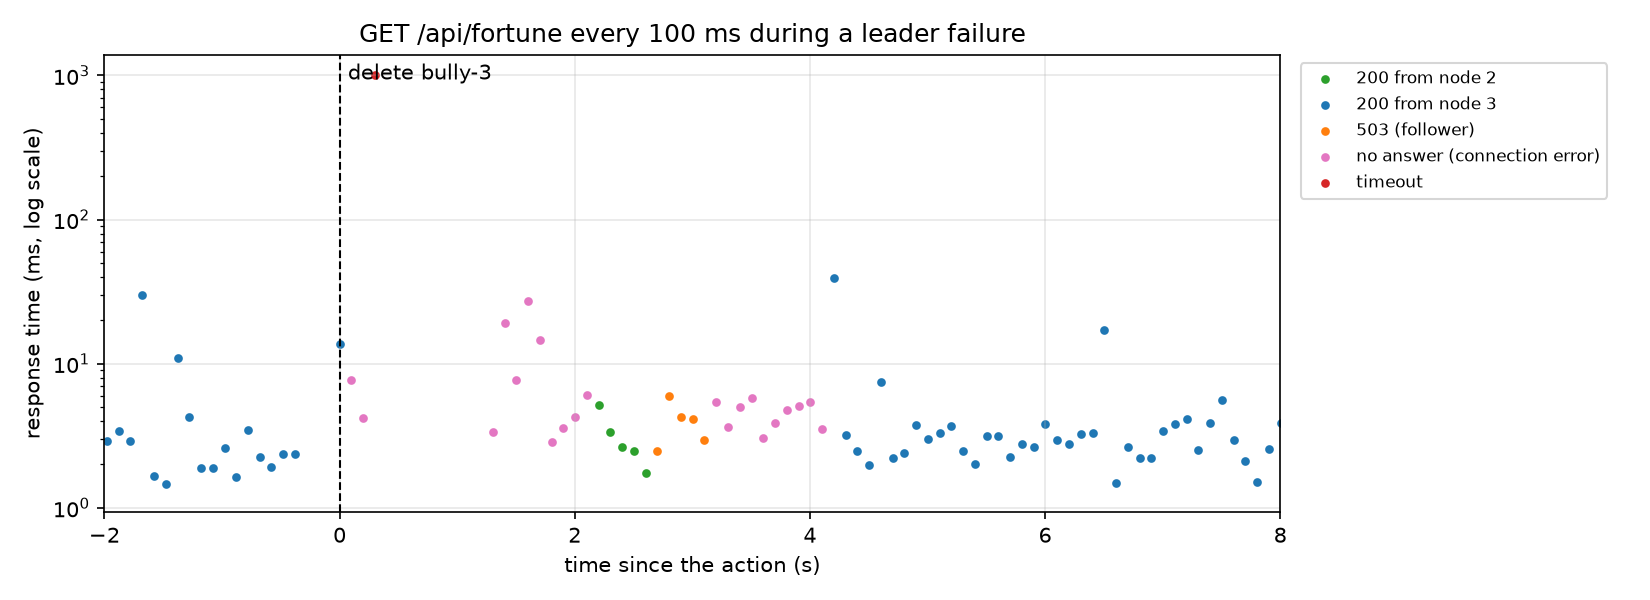 GET /api/fortune every 100 ms during a leader failure
delete bully-3
response time (ms, log scale)
10³
10²
10¹
10⁰
−2
0
2
4
6
8
time since the action (s)
200 from node 2
200 from node 3
503 (follower)
no answer (connection error)
timeout